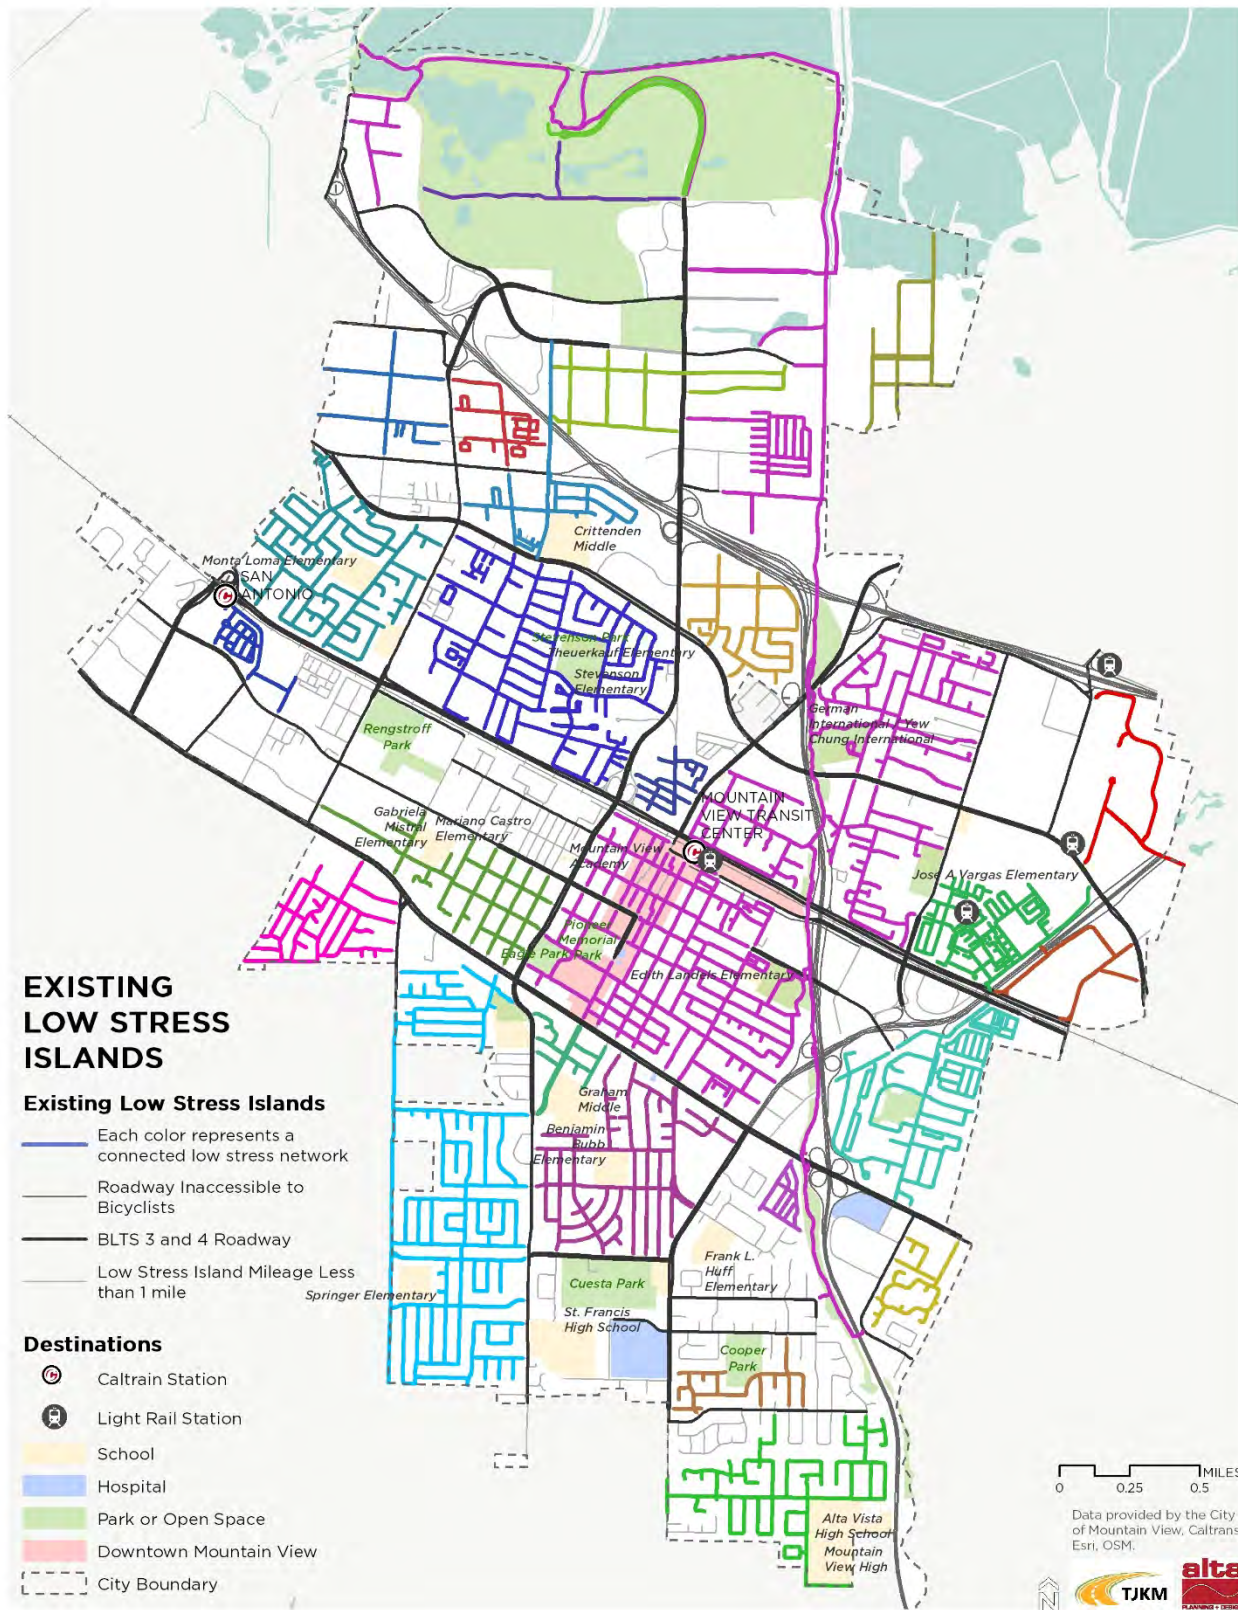 Crittenden
Middle
Monta Loma Elementary
SAN
ANTONIO
Stevenson Park
Theuerkauf Elementary
Stevenson
Elementary
German
International / Yew
Chung International
Rengstroff
Park
MOUNTAIN
VIEW TRANSIT
CENTER
Gabriela
Mistral
Elementary
Mariano Castro
Elementary
Mountain View
Academy
Jose A Vargas Elementary
Pioneer
Memorial
Park
Eagle Park
Edith Landels Elementary
EXISTING
LOW STRESS
ISLANDS
Existing Low Stress Islands
Each color represents a
connected low stress network
Roadway Inaccessible to
Bicyclists
BLTS 3 and 4 Roadway
Low Stress Island Mileage Less
than 1 mile
Destinations
Caltrain Station
Light Rail Station
School
Hospital
Park or Open Space
Downtown Mountain View
City Boundary
Graham
Middle
Benjamin
Bubb
Elementary
Frank L.
Huff
Elementary
Springer Elementary
Cuesta Park
St. Francis
High School
Cooper
Park
Alta Vista
High School
Mountain
View High
MILES
0 0.25 0.5
Data provided by the City
of Mountain View, Caltrans
Esri, OSM.
N
TJKM
alta
PLANNING + DESIGN